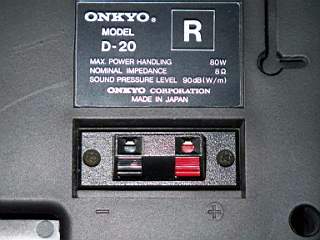 ONKYO®
MODEL
D-20
R
MAX. POWER HANDLING 80W
NOMINAL IMPEDANCE 6Ω
SOUND PRESSURE LEVEL 90dB(W/m)
ONKYO CORPORATION
MADE IN JAPAN
− +